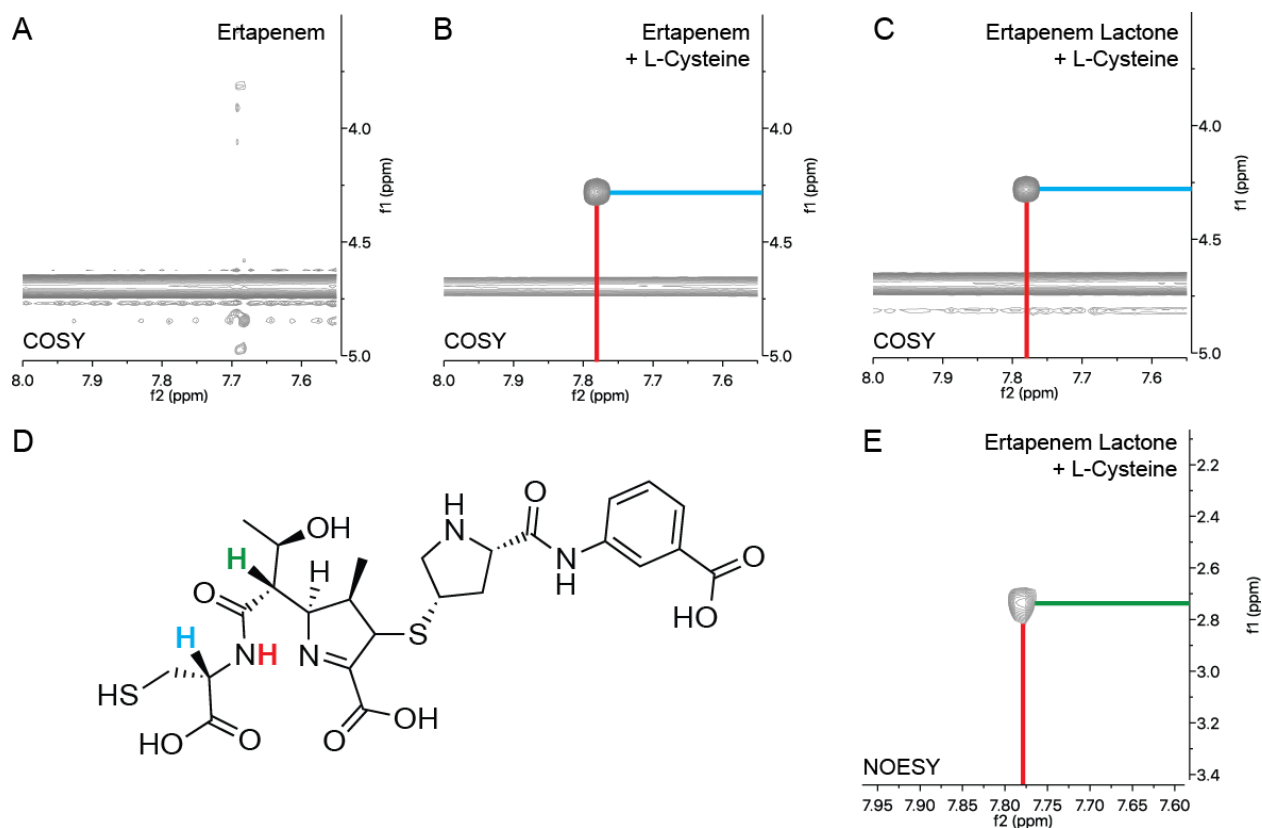 A
Ertapenem
4.0
4.5
5.0
f1 (ppm)
COSY
8.0 7.9 7.8 7.7 7.6
f2 (ppm)
B
Ertapenem
+ L-Cysteine
4.0
4.5
5.0
f1 (ppm)
COSY
8.0 7.9 7.8 7.7 7.6
f2 (ppm)
C
Ertapenem Lactone
+ L-Cysteine
4.0
4.5
5.0
f1 (ppm)
COSY
8.0 7.9 7.8 7.7 7.6
f2 (ppm)
D
OH
H
H
O
H
N
H
N
S
HS
HO
O
O
OH
H
N
O
N
H
O
HO
E
Ertapenem Lactone
+ L-Cysteine
2.2
2.4
2.6
2.8
3.0
3.2
3.4
f1 (ppm)
NOESY
7.95 7.90 7.85 7.80 7.75 7.70 7.65 7.60
f2 (ppm)